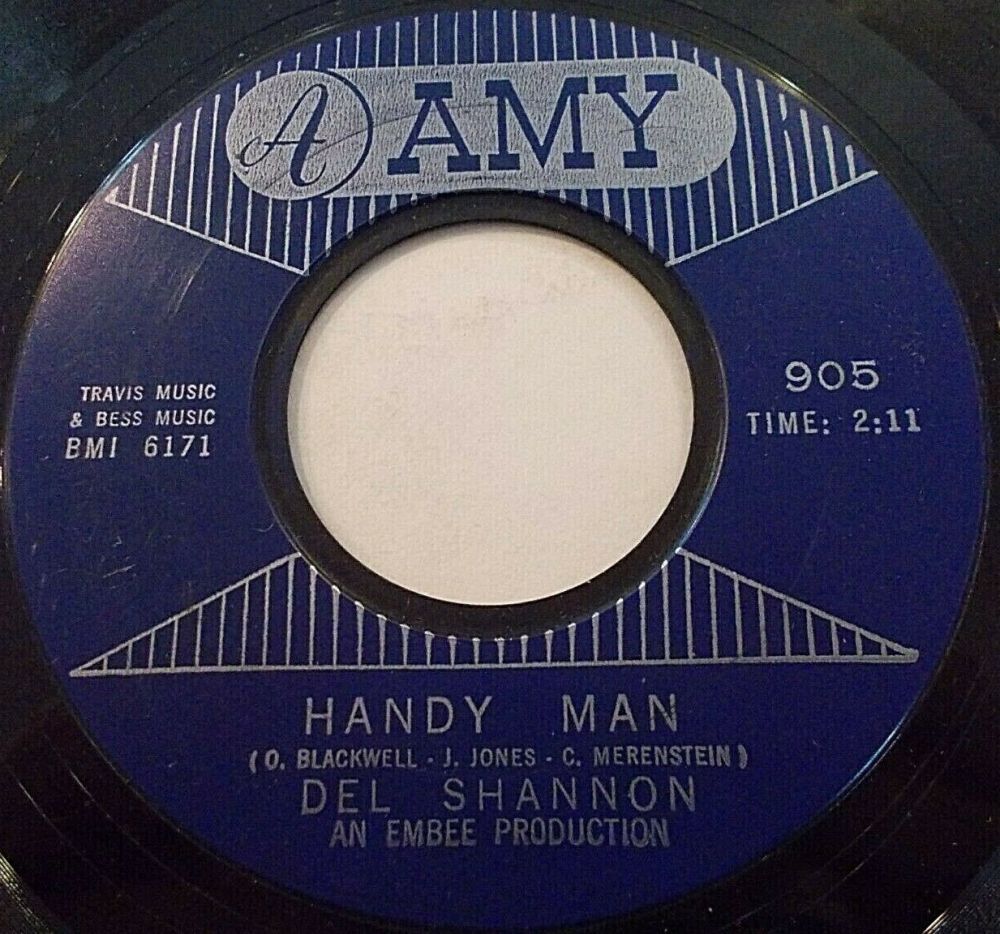 A AMY
TRAVIS MUSIC
& BESS MUSIC
BMI 6171
905
TIME: 2:11
HANDY MAN
(O. BLACKWELL - J. JONES - C. MERENSTEIN)
DEL SHANNON
AN EMBEE PRODUCTION